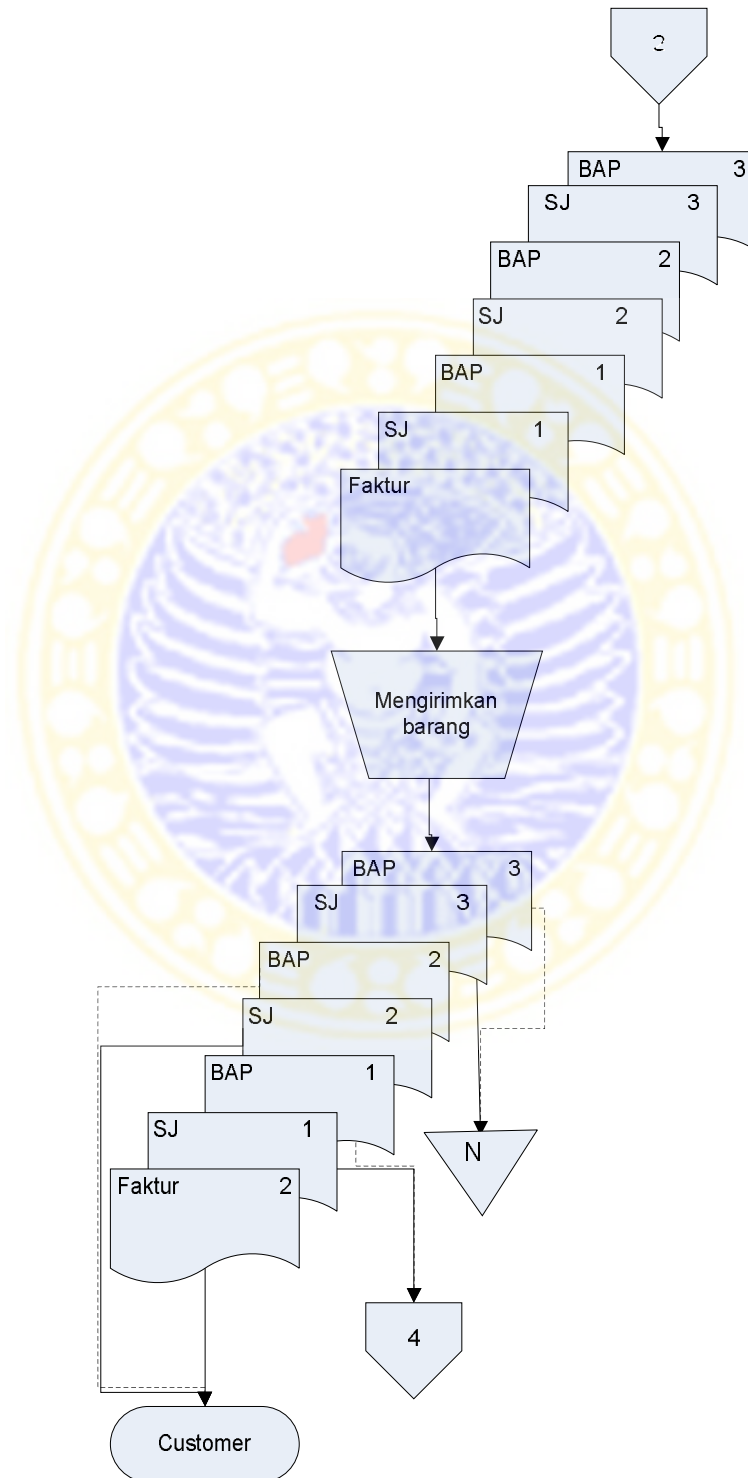 BAP 3
SJ 3
BAP 2
SJ 2
BAP 1
SJ 1
Faktur
Mengirimkan
barang
BAP 3
SJ 3
BAP 2
SJ 2
BAP 1
SJ 1
Faktur 2
N
4
Customer